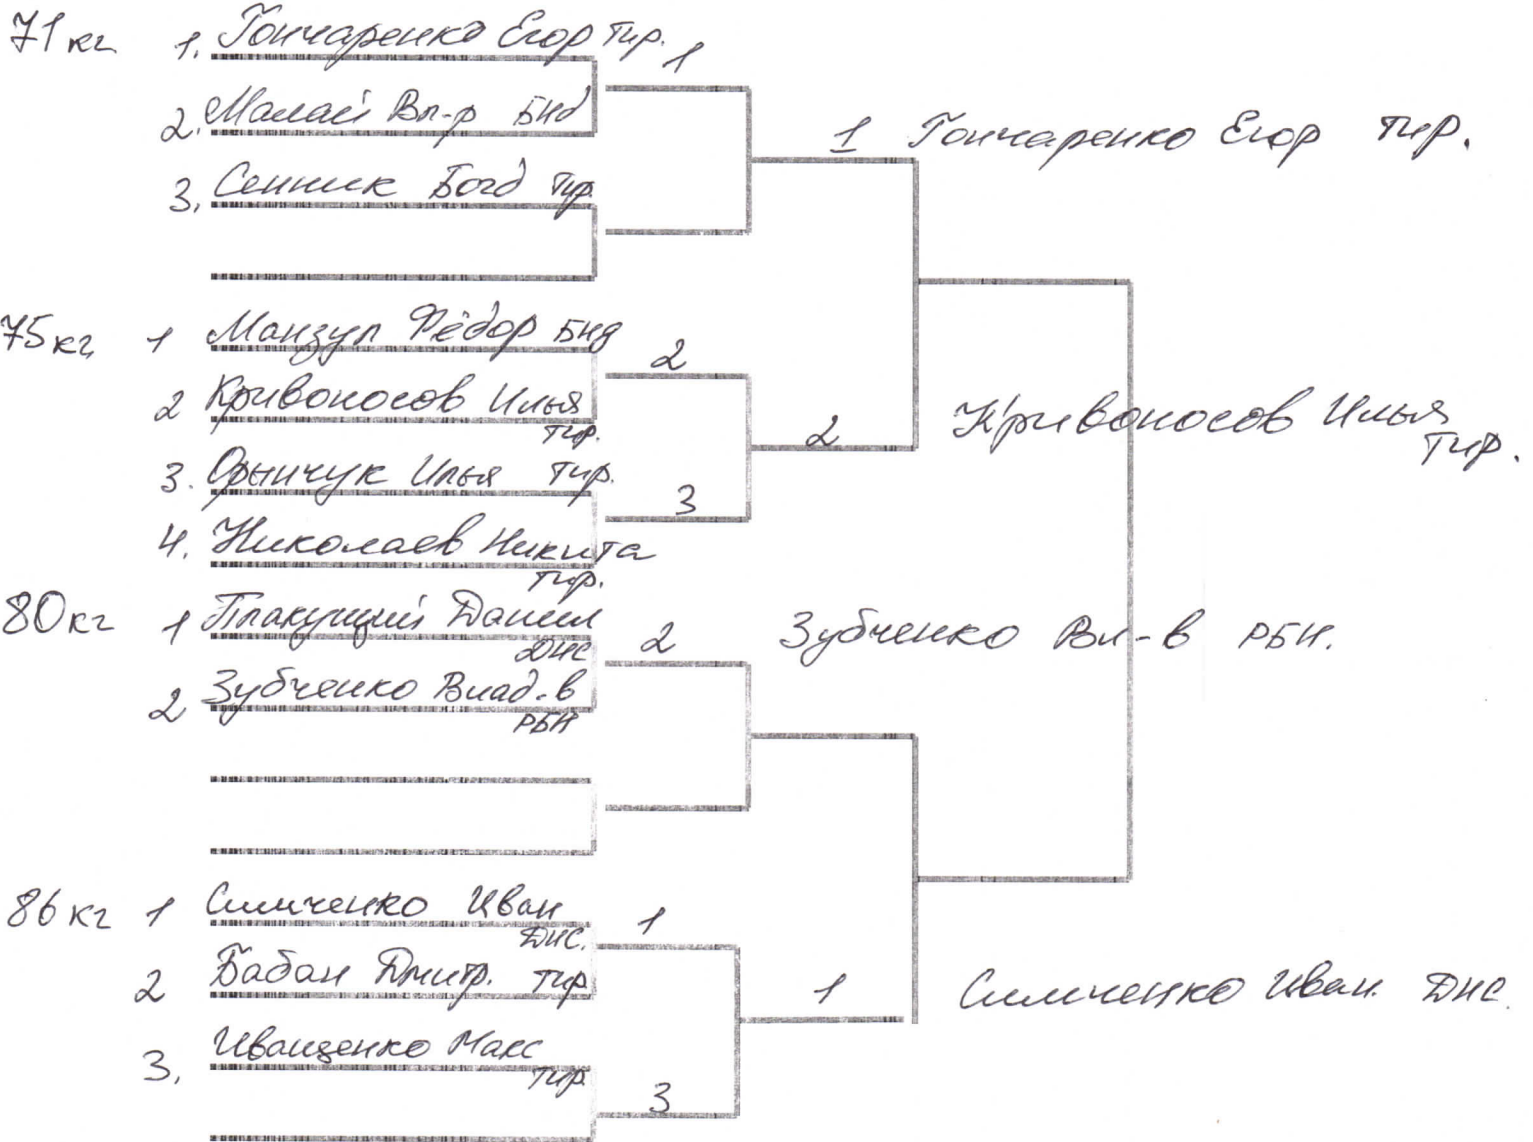 71 кг 1. Гончаренко Егор Тир. 1
2. Малай Вл-р БНД
1 Гончаренко Егор Тир.
3. Сенник Богд Тир.
75 кг 1 Манзул Фёдор БНД
2
2 Кривоносов Илья Тир.
2 Кривоносов Илья Тир.
3. Орынчук Илья Тир.
3
4. Николаев Никита Тир.
80 кг 1 Плакущий Даниил ДНС
2 Зубченко Вл-в РБН.
2 Зубченко Влад-в РБН
86 кг 1 Симченко Иван ДНС.
1
2 Бабан Дмитр. Тир
1 Симченко Иван ДНС
3. Иващенко Макс Тир
3